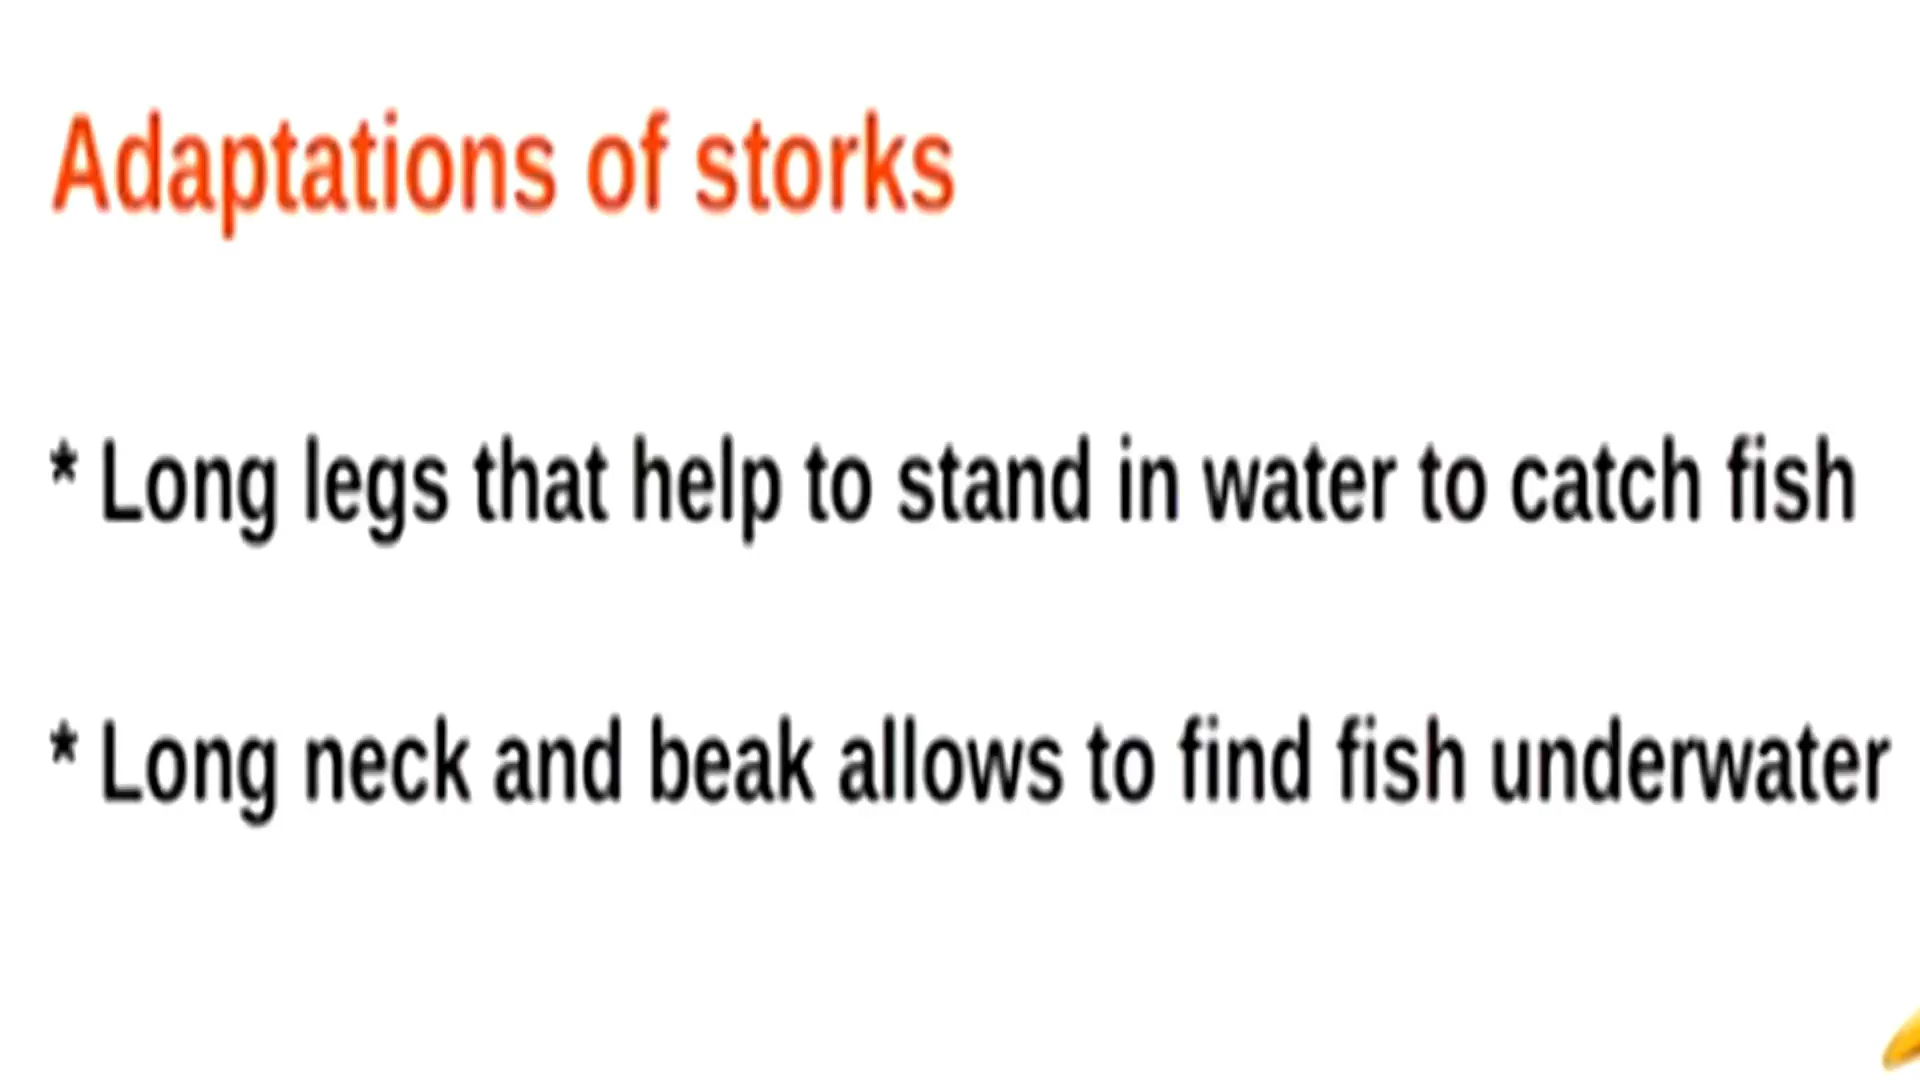 Adaptations of storks
* Long legs that help to stand in water to catch fish
* Long neck and beak allows to find fish underwater